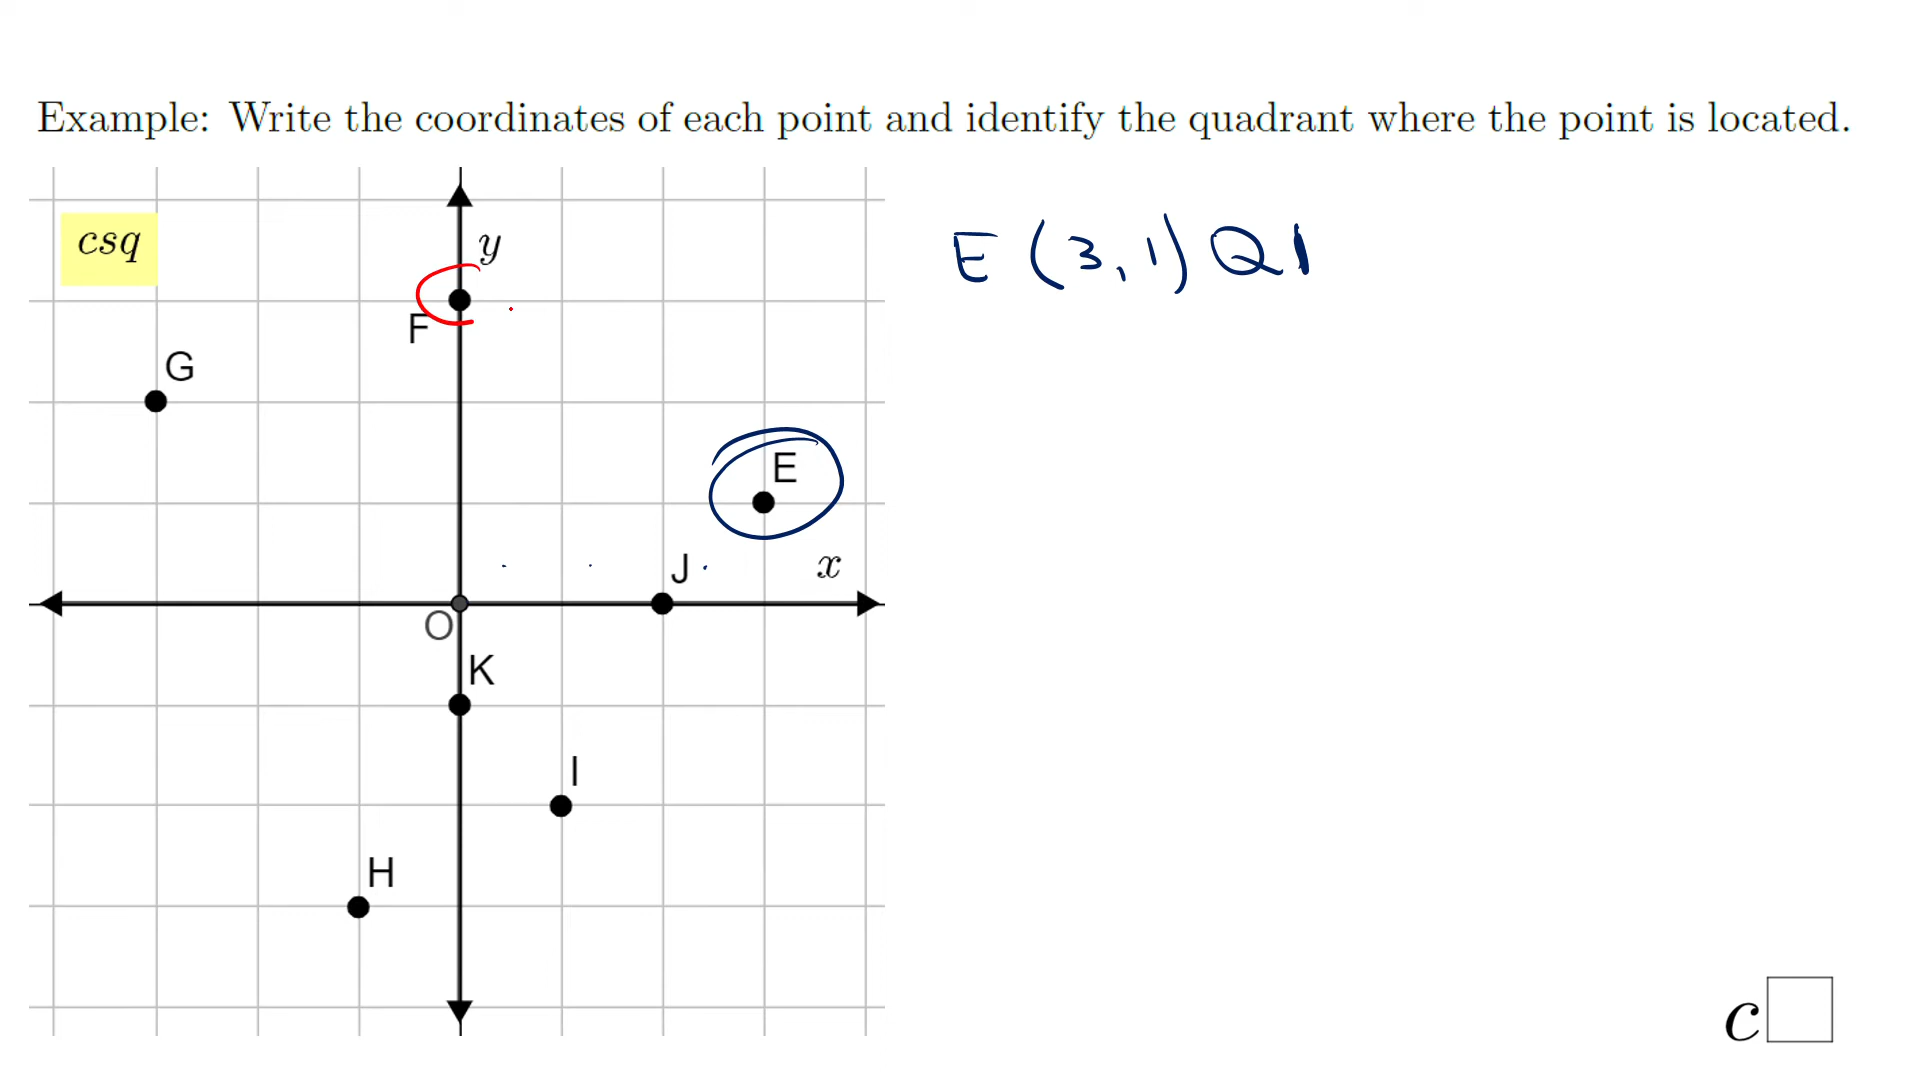 Example: Write the coordinates of each point and identify the quadrant where the point is located.
csq
y
E (3,1) Q1
F
G
E
J
x
O
K
I
H
c